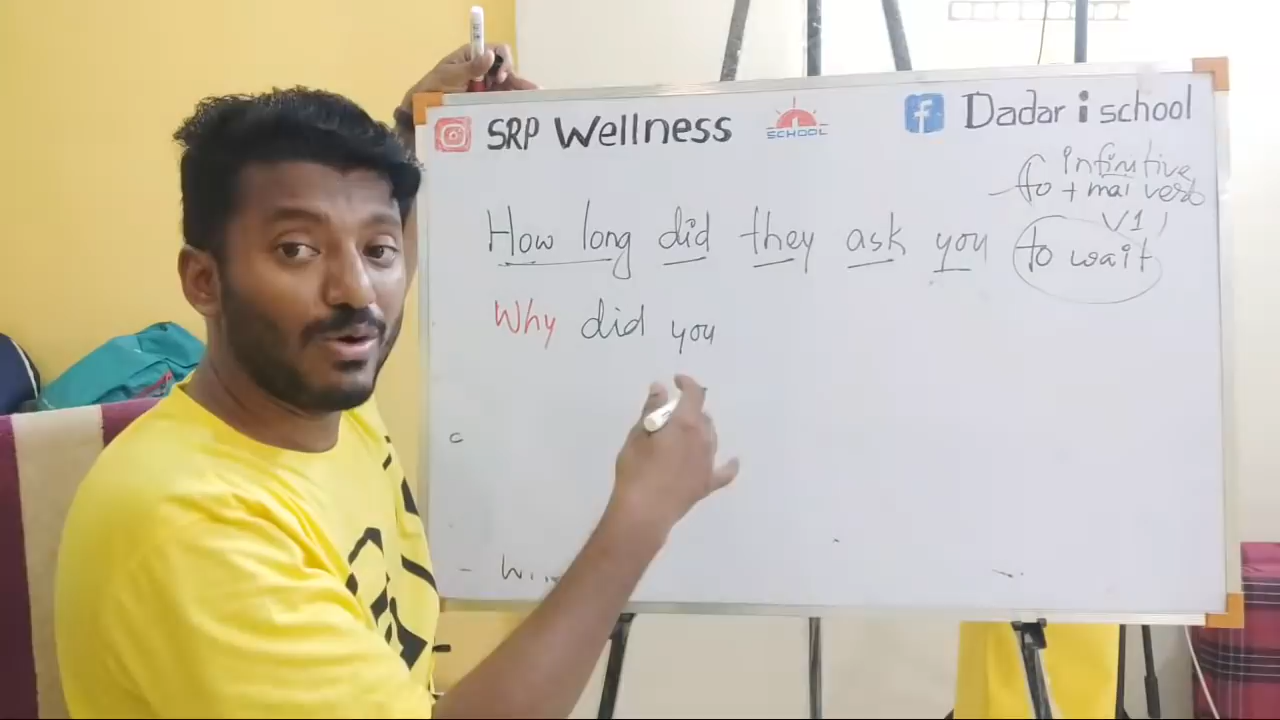 SRP Wellness
SCHOOL
Dadar i school
infinitive
to + mai verb
V1
How long did they ask you to wait
Why did you